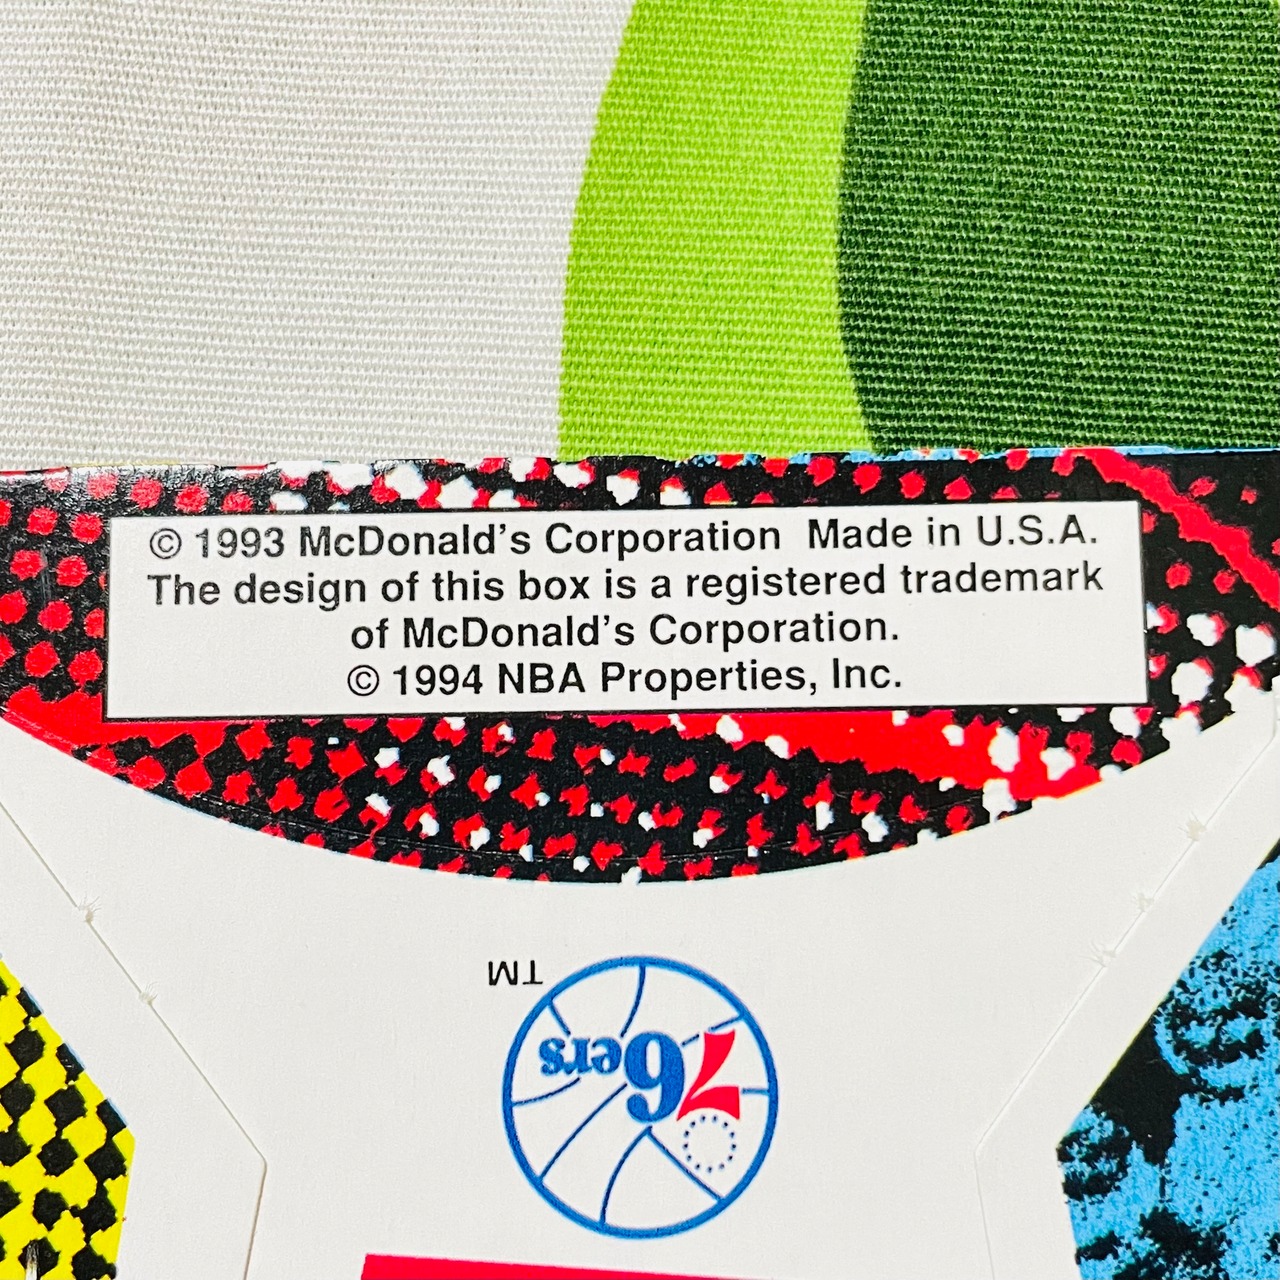 © 1993 McDonald's Corporation  Made in U.S.A.
The design of this box is a registered trademark
of McDonald's Corporation.
© 1994 NBA Properties, Inc.
TM
76ers